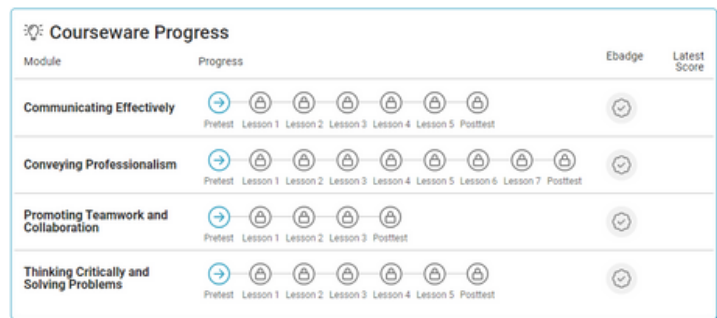 Courseware Progress
Module Progress Ebadge Latest
Score
Communicating Effectively
Pretest Lesson 1 Lesson 2 Lesson 3 Lesson 4 Lesson 5 Posttest
Conveying Professionalism
Pretest Lesson 1 Lesson 2 Lesson 3 Lesson 4 Lesson 5 Lesson 6 Lesson 7 Posttest
Promoting Teamwork and
Collaboration
Pretest Lesson 1 Lesson 2 Lesson 3 Posttest
Thinking Critically and
Solving Problems
Pretest Lesson 1 Lesson 2 Lesson 3 Lesson 4 Lesson 5 Posttest